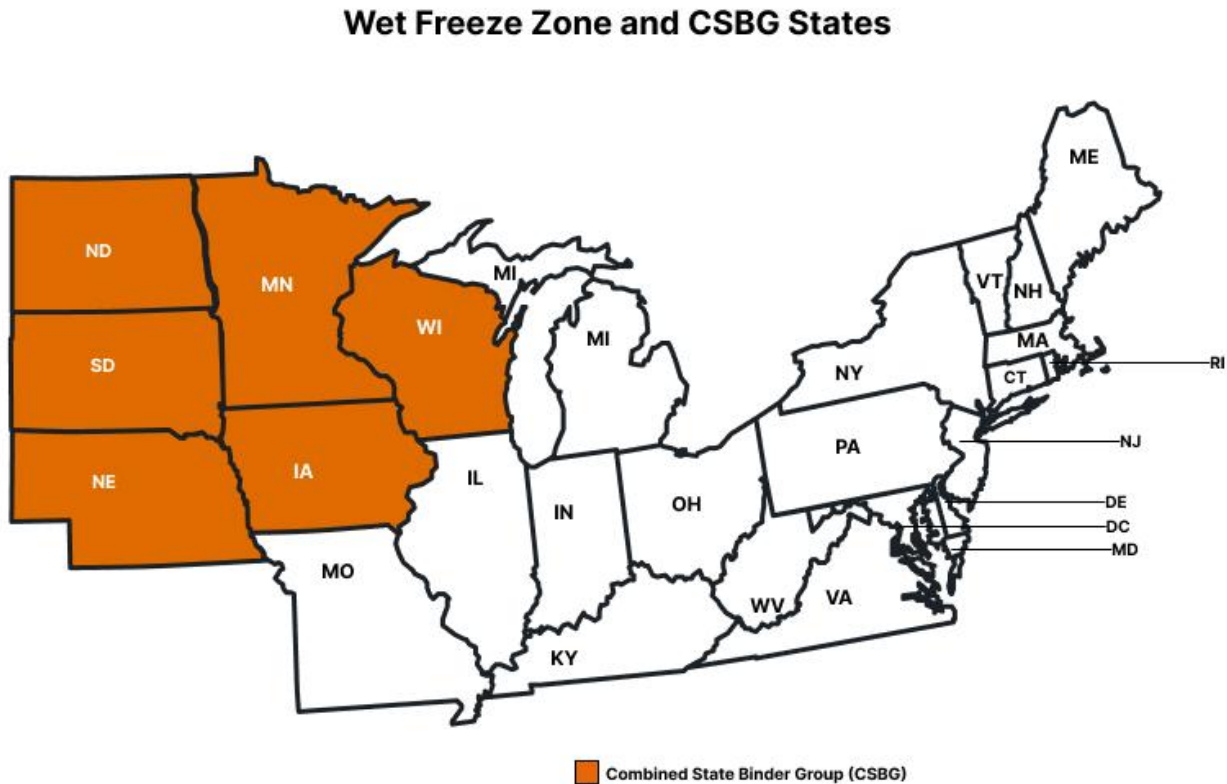 Wet Freeze Zone and CSBG States
ME
ND
MN
MI
VT
NH
WI
MI
MA
SD
NY
CT
RI
PA
NJ
NE
IA
IL
IN
OH
DE
DC
MD
MO
WV
VA
KY
Combined State Binder Group (CSBG)